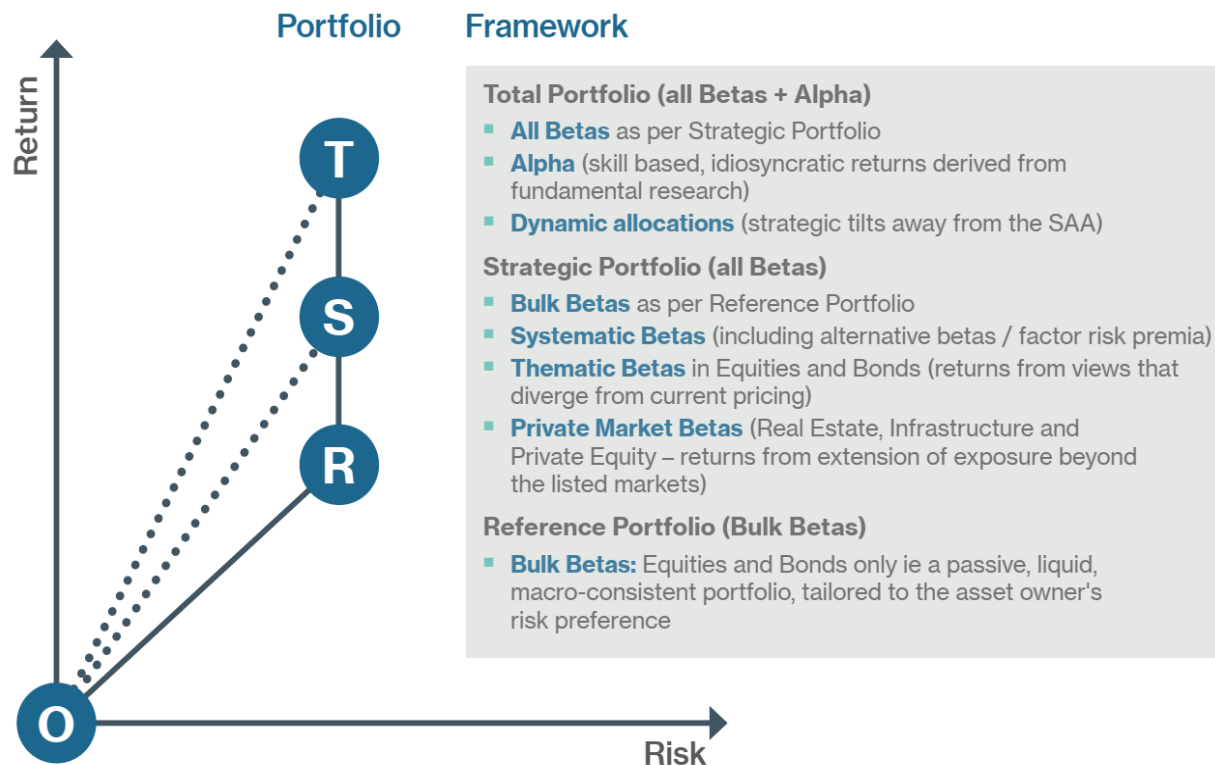 Portfolio Framework
Return
T
S
R
O
Risk
Total Portfolio (all Betas + Alpha)
All Betas as per Strategic Portfolio
Alpha (skill based, idiosyncratic returns derived from
fundamental research)
Dynamic allocations (strategic tilts away from the SAA)
Strategic Portfolio (all Betas)
Bulk Betas as per Reference Portfolio
Systematic Betas (including alternative betas / factor risk premia)
Thematic Betas in Equities and Bonds (returns from views that
diverge from current pricing)
Private Market Betas (Real Estate, Infrastructure and
Private Equity – returns from extension of exposure beyond
the listed markets)
Reference Portfolio (Bulk Betas)
Bulk Betas: Equities and Bonds only ie a passive, liquid,
macro-consistent portfolio, tailored to the asset owner's
risk preference